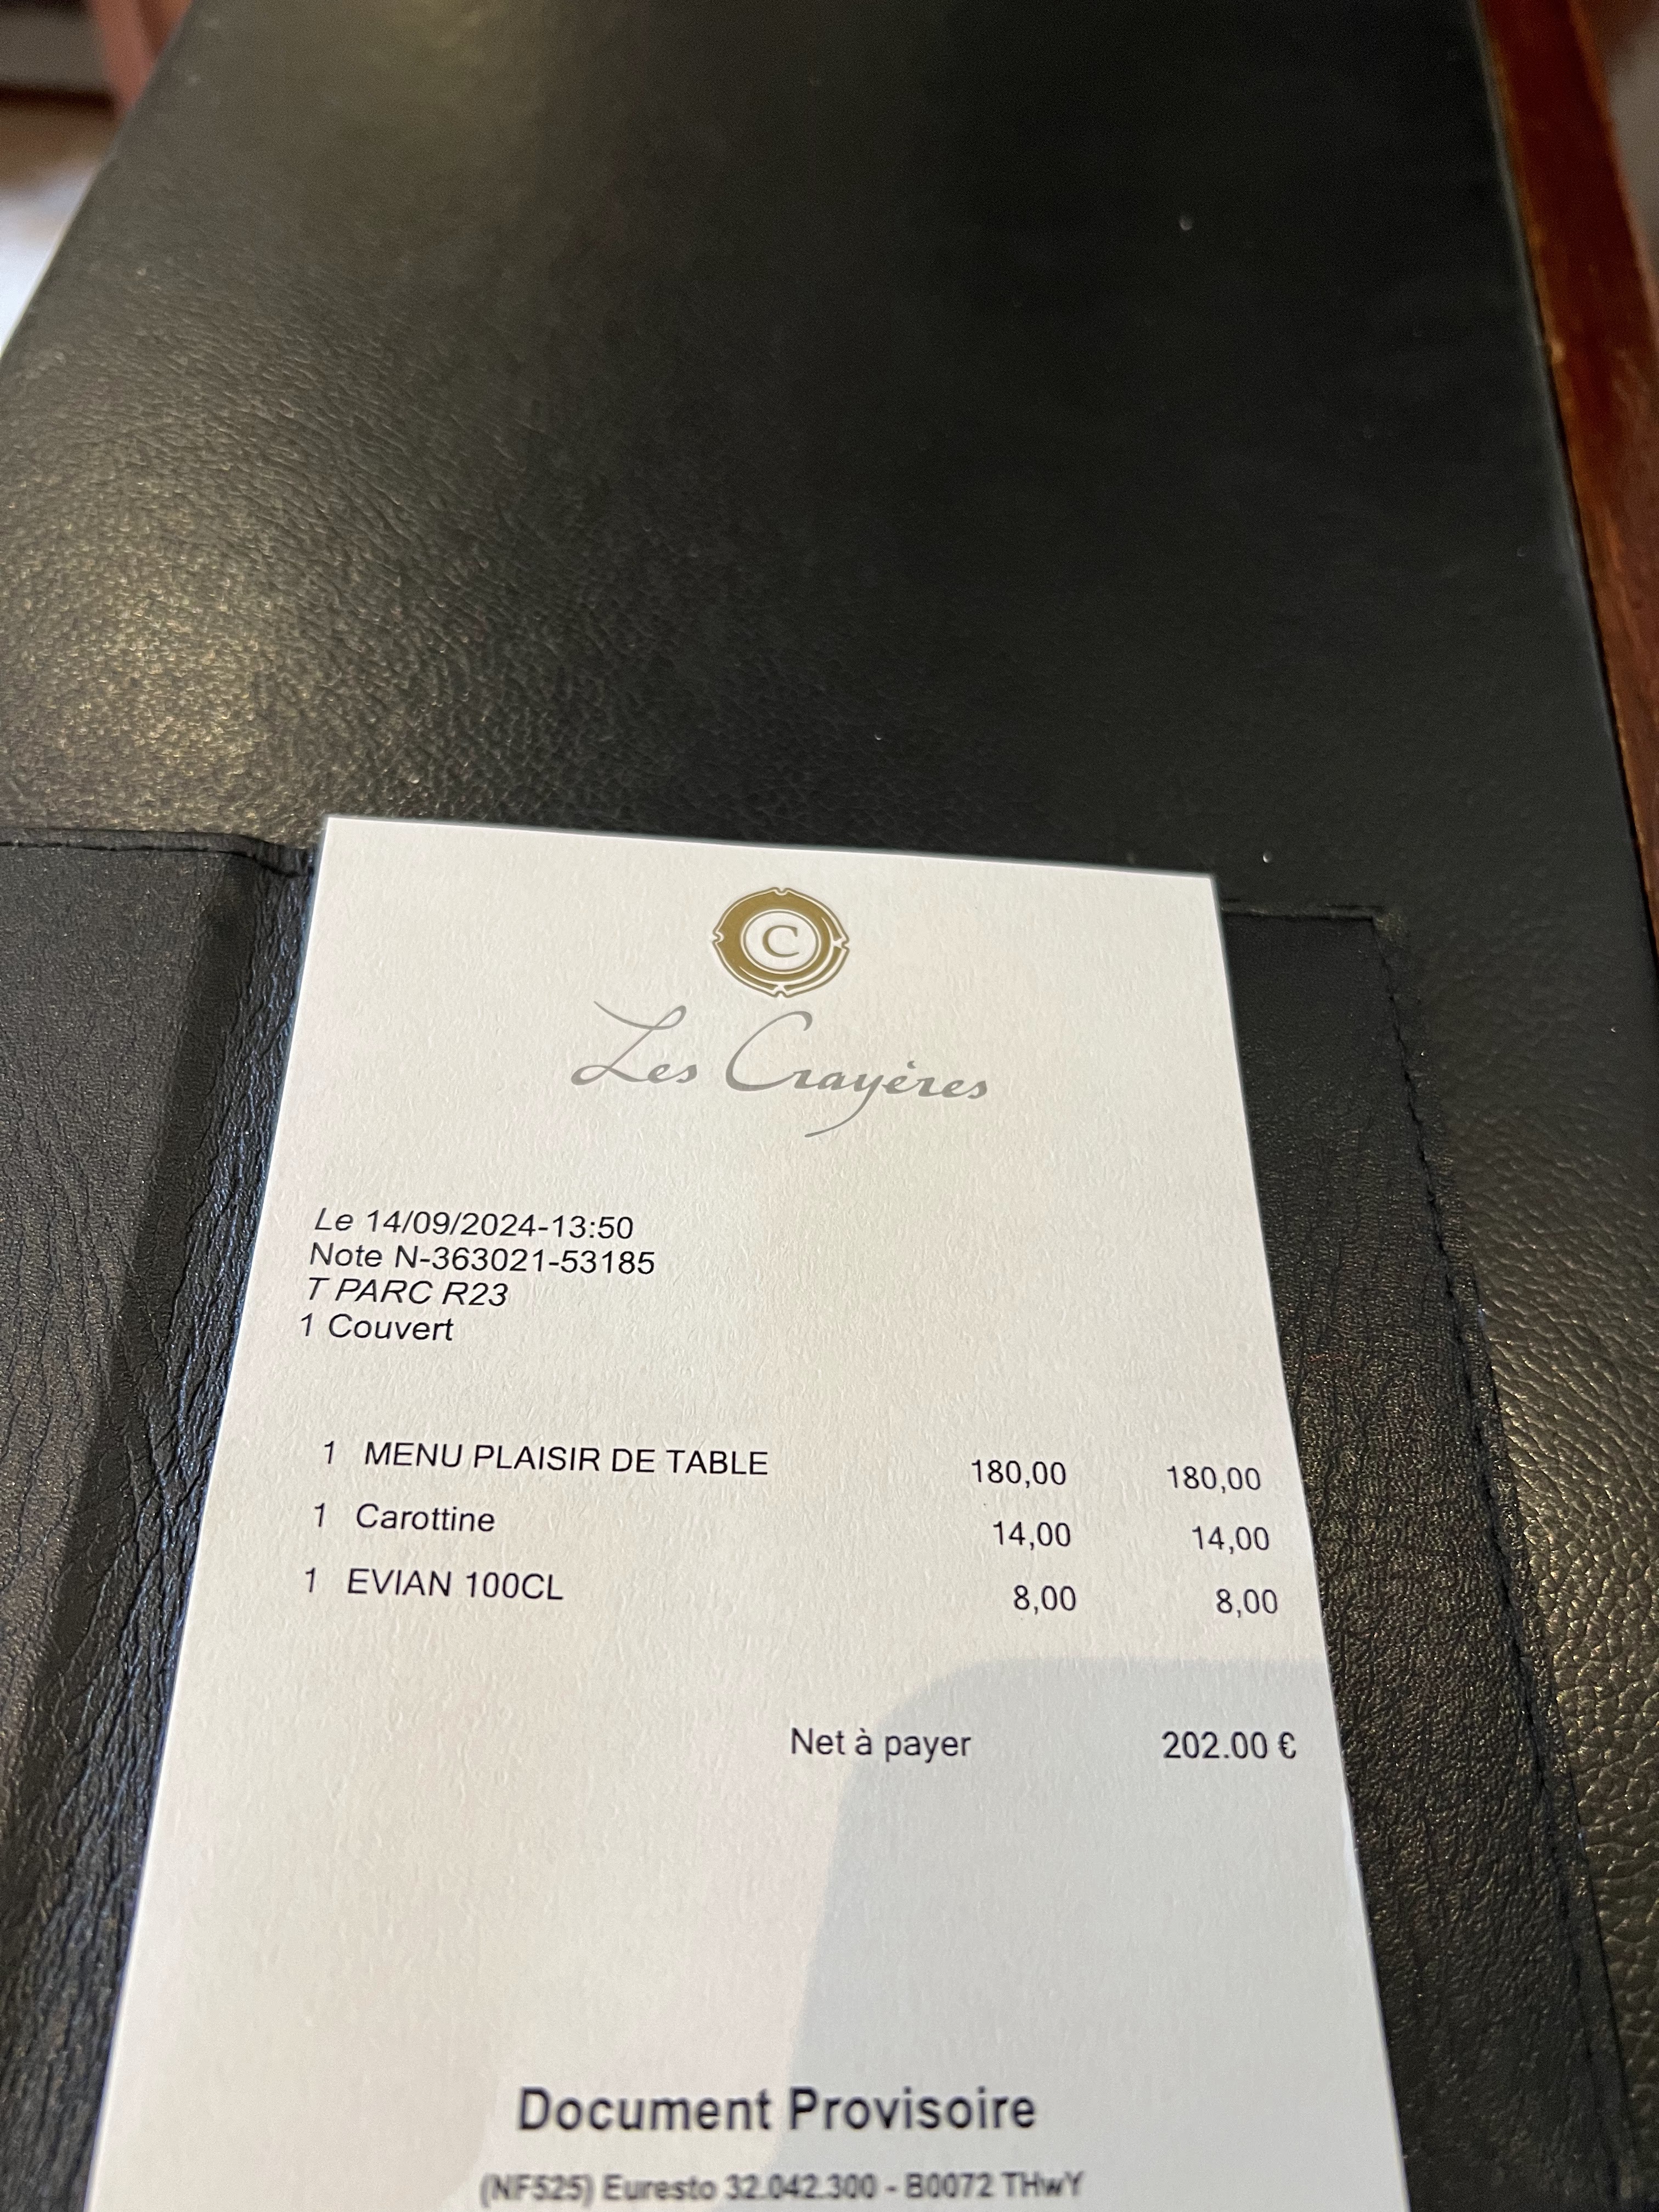 C
Les Crayères
Le 14/09/2024-13:50
Note N-363021-53185
T PARC R23
1 Couvert
1 MENU PLAISIR DE TABLE 180,00 180,00
1 Carottine 14,00 14,00
1 EVIAN 100CL 8,00 8,00
Net à payer 202.00 €
Document Provisoire
(NF525) Euresto 32.042.300 - B0072 THwY